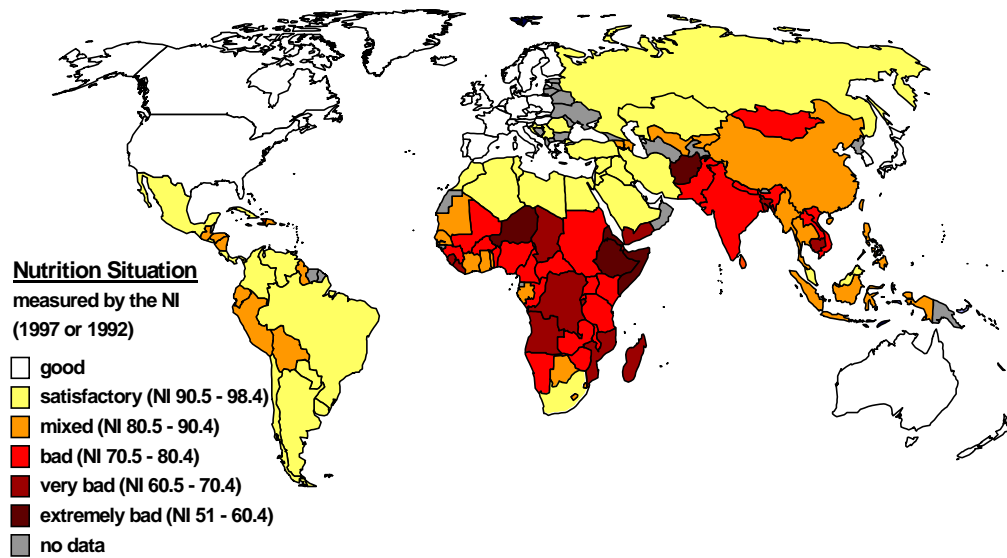 Nutrition Situation
measured by the NI
(1997 or 1992)
good
satisfactory (NI 90.5 - 98.4)
mixed (NI 80.5 - 90.4)
bad (NI 70.5 - 80.4)
very bad (NI 60.5 - 70.4)
extremely bad (NI 51 - 60.4)
no data